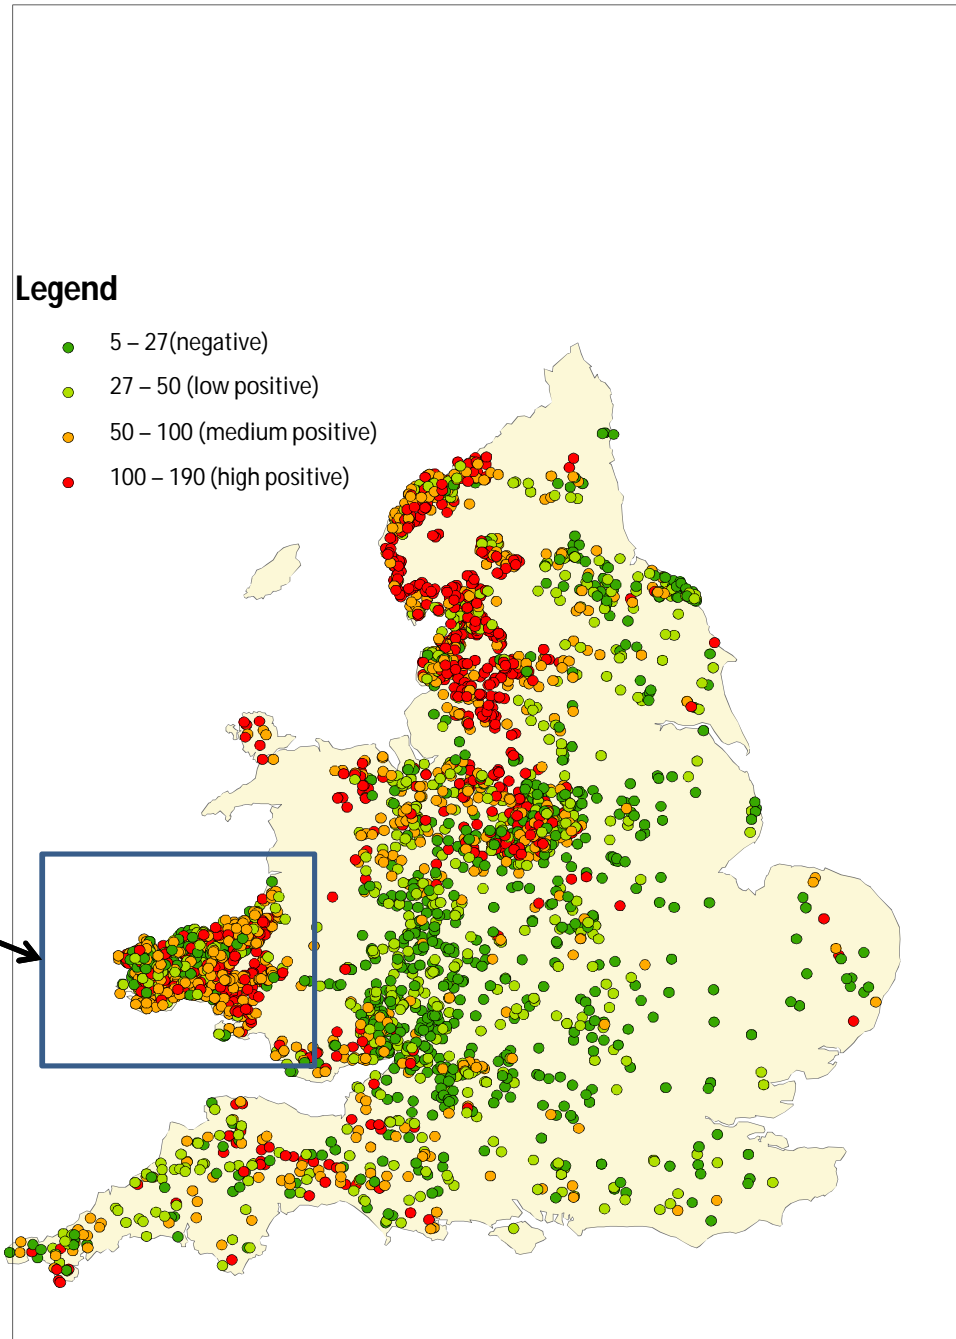 Legend
5 – 27(negative)
27 – 50 (low positive)
50 – 100 (medium positive)
100 – 190 (high positive)